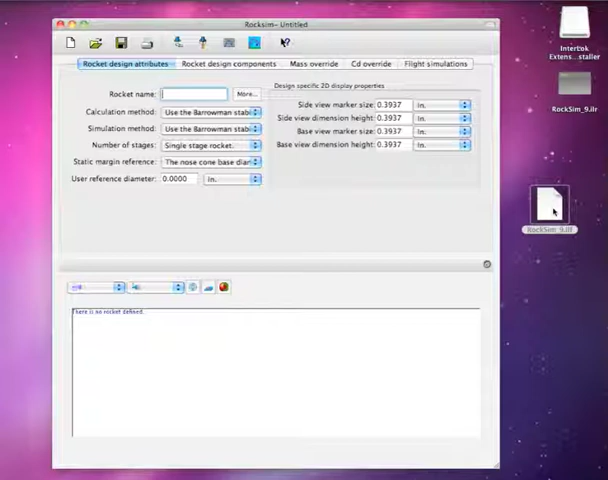 Rocksim- Untitled
Rocket design attributes
Rocket design components
Mass override
Cd override
Flight simulations
Rocket name:
More...
Calculation method:
Use the Barrowman stabi
Simulation method:
Use the Barrowman stabi
Number of stages:
Single stage rocket.
Static margin reference:
The nose cone base diar
User reference diameter:
0.0000
In.
Design specific 2D display properties
Side view marker size:
0.3937
In.
Side view dimension height:
0.3937
In.
Base view marker size:
0.3937
In.
Base view dimension height:
0.3937
In.
There is no rocket defined.
Interlok
Extens...staller
RockSim_9.ilr
RockSim_9.ilf